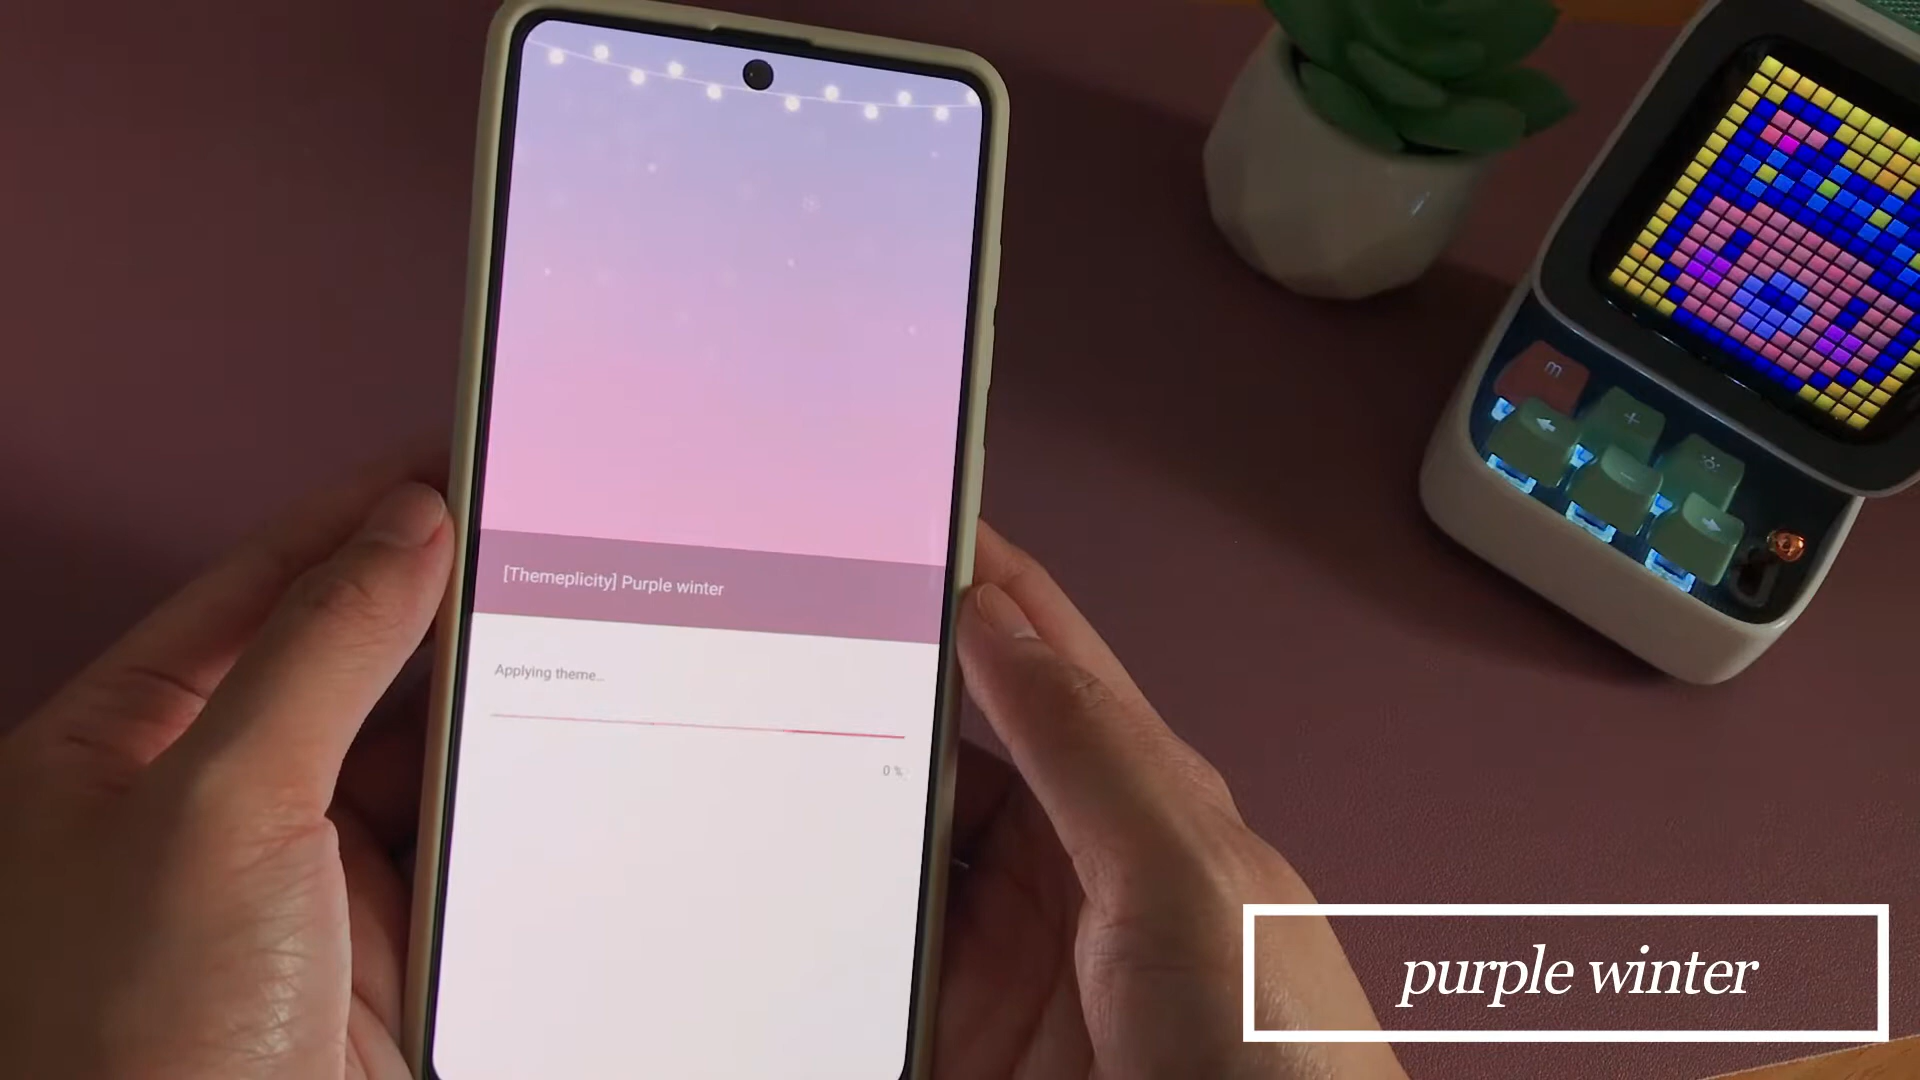 [Themeplicity] Purple winter
Applying theme...
0 %
m
+
-
purple winter